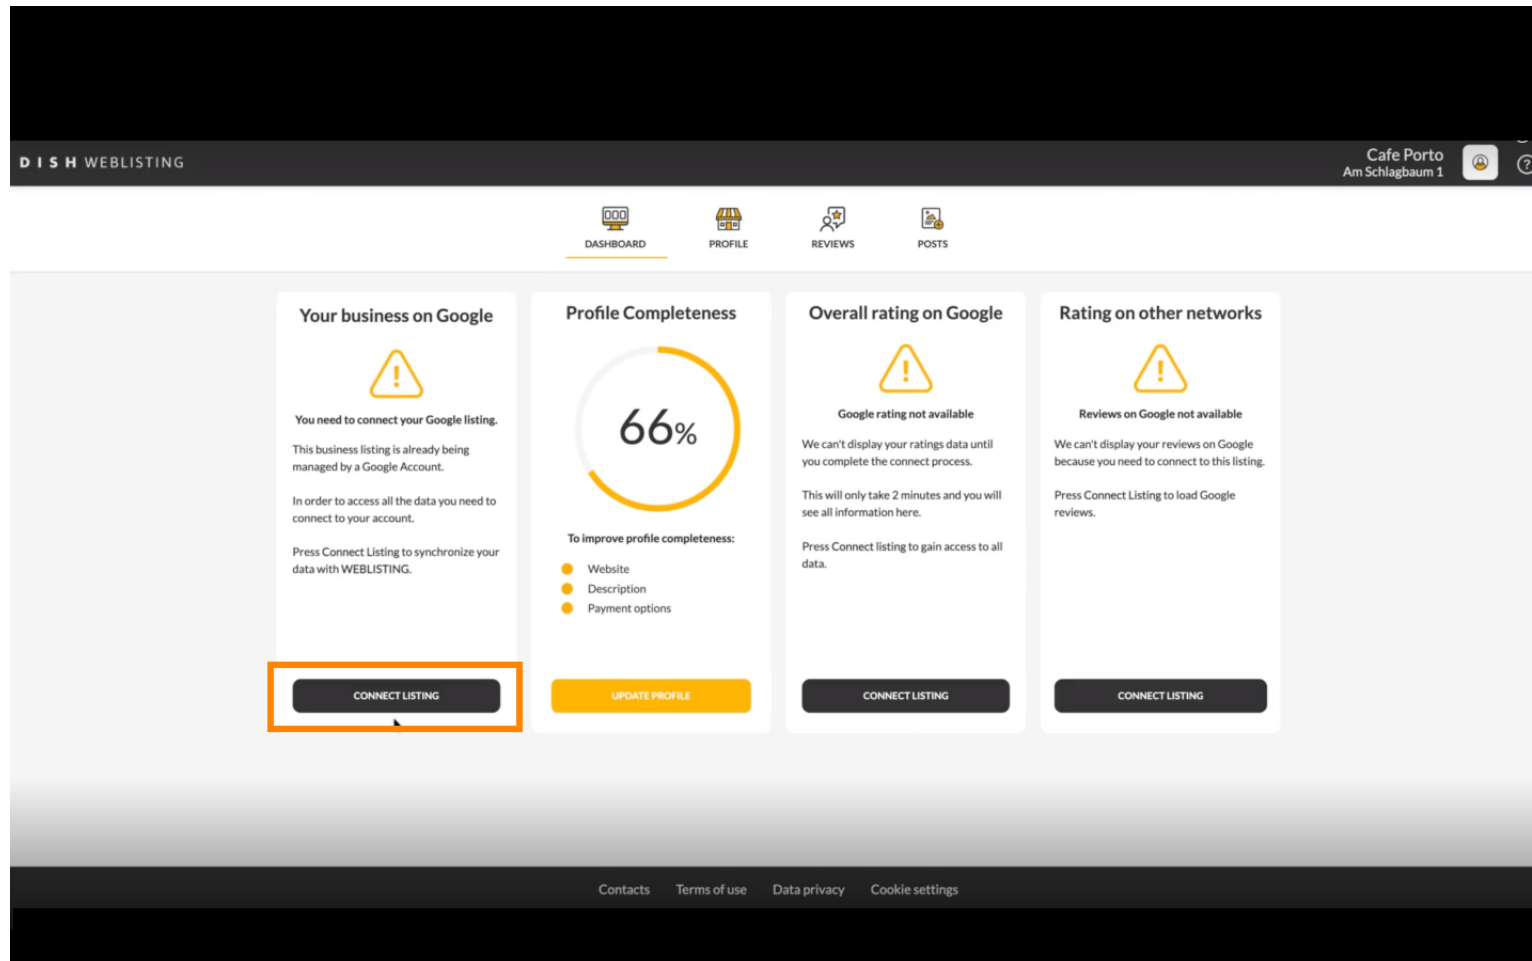 DISH WEBLISTING
Cafe Porto
Am Schlagbaum 1
DASHBOARD
PROFILE
REVIEWS
POSTS
Your business on Google
You need to connect your Google listing.
This business listing is already being
managed by a Google Account.
In order to access all the data you need to
connect to your account.
Press Connect Listing to synchronize your
data with WEBLISTING.
CONNECT LISTING
Profile Completeness
66%
To improve profile completeness:
Website
Description
Payment options
UPDATE PROFILE
Overall rating on Google
Google rating not available
We can't display your ratings data until
you complete the connect process.
This will only take 2 minutes and you will
see all information here.
Press Connect listing to gain access to all
data.
CONNECT LISTING
Rating on other networks
Reviews on Google not available
We can't display your reviews on Google
because you need to connect to this listing.
Press Connect Listing to load Google
reviews.
CONNECT LISTING
Contacts
Terms of use
Data privacy
Cookie settings